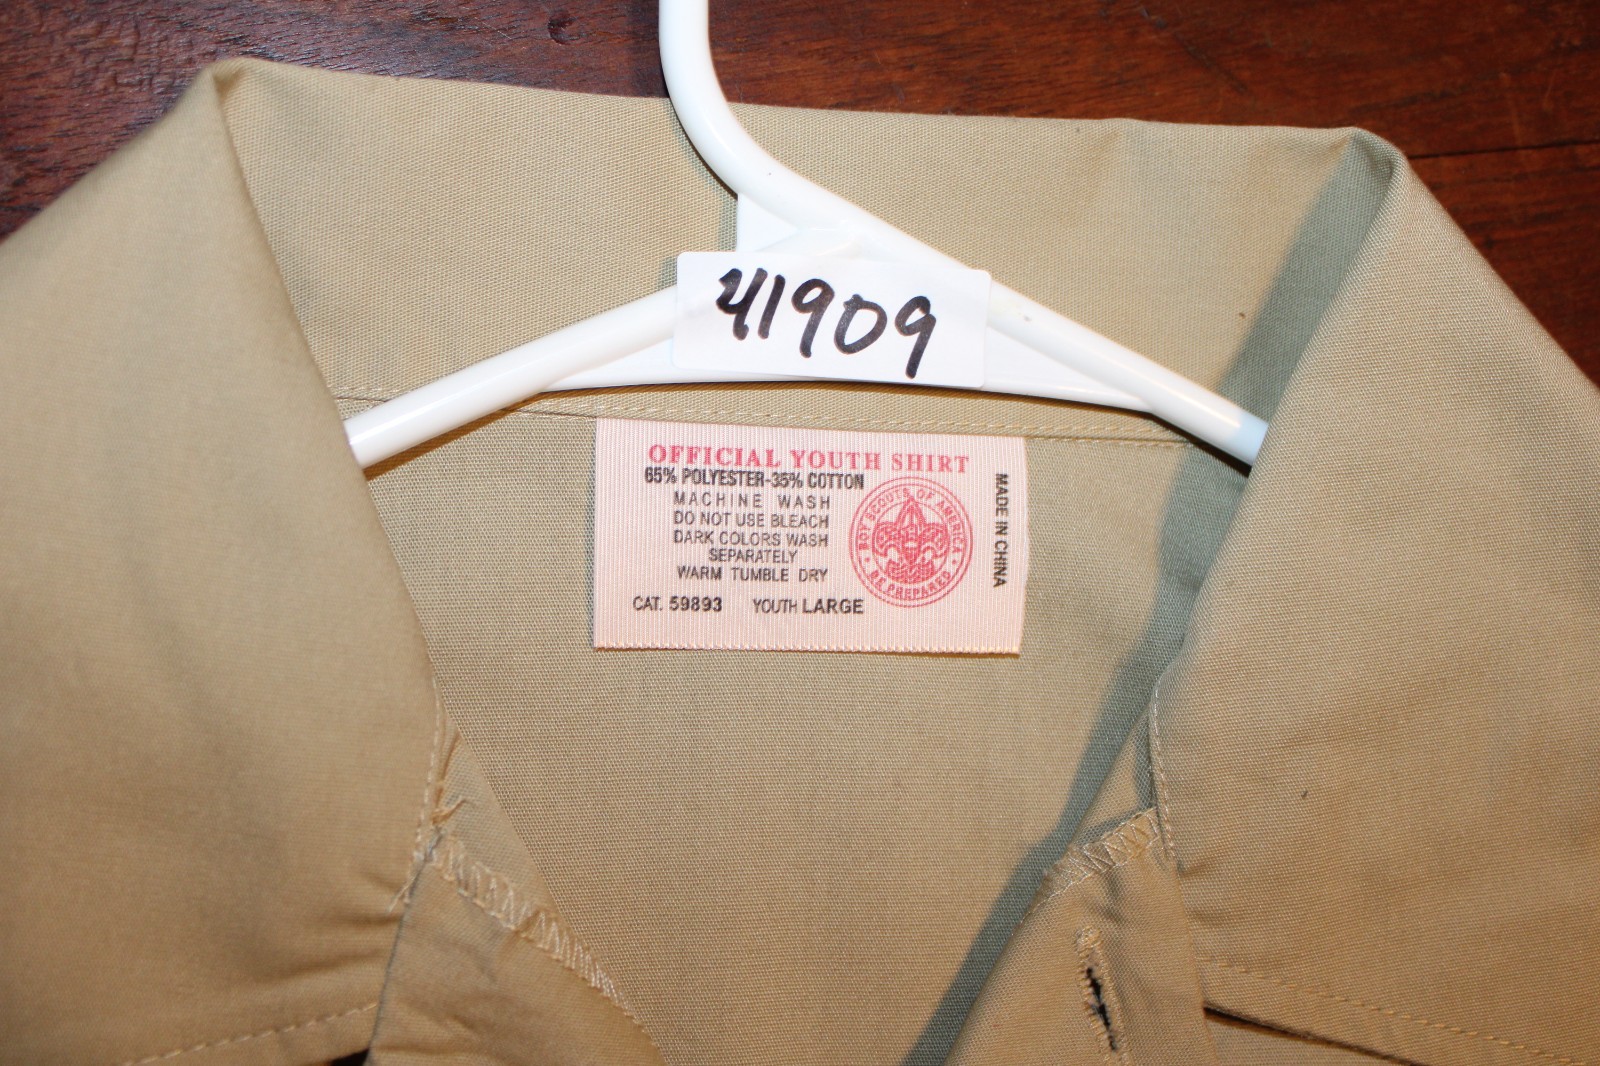 41909
OFFICIAL YOUTH SHIRT
65% POLYESTER-35% COTTON
MACHINE WASH
DO NOT USE BLEACH
DARK COLORS WASH
SEPARATELY
WARM TUMBLE DRY
CAT. 59893 YOUTH LARGE
BOY SCOUTS OF AMERICA
BE PREPARED
MADE IN CHINA